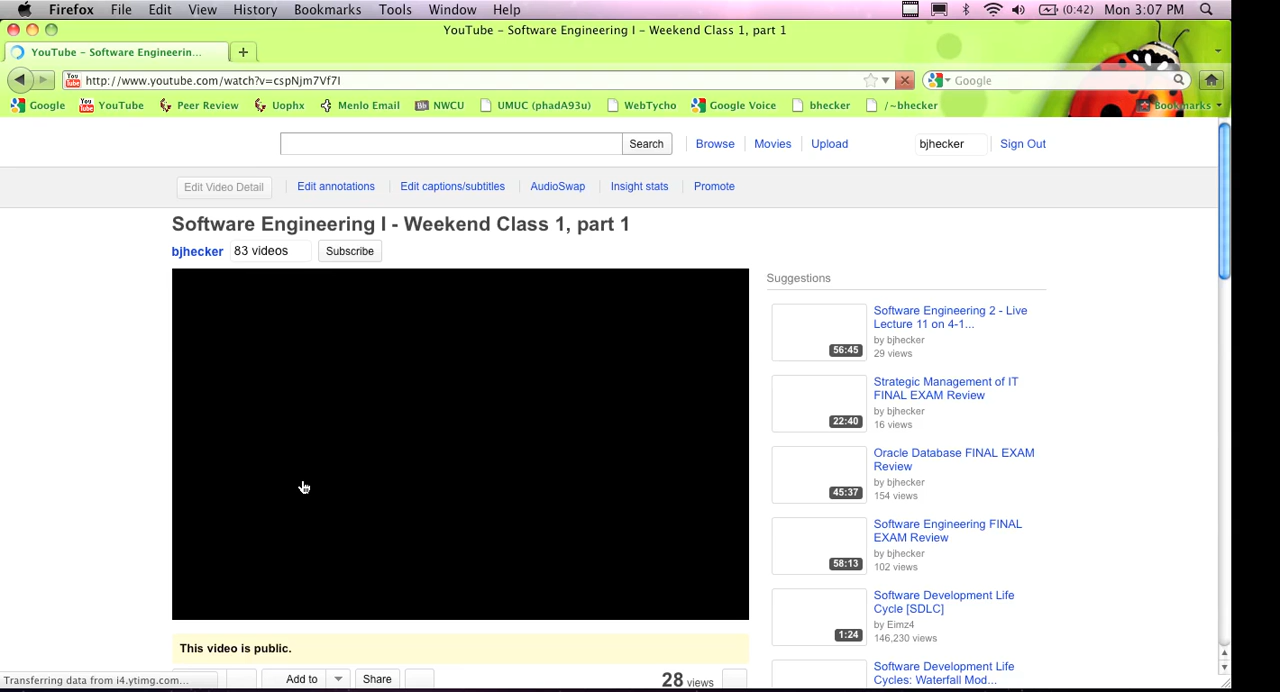 Firefox File Edit View History Bookmarks Tools Window Help (0:42) Mon 3:07 PM
YouTube – Software Engineering I - Weekend Class 1, part 1
YouTube – Software Engineerin...
http://www.youtube.com/watch?v=cspNjm7Vf7I Google
Google YouTube Peer Review Uophx Menlo Email NWCU UMUC (phadA93u) WebTycho Google Voice bhecker /~bhecker Bookmarks
Search Browse Movies Upload bjhecker Sign Out
Edit Video Detail Edit annotations Edit captions/subtitles AudioSwap Insight stats Promote
Software Engineering I - Weekend Class 1, part 1
bjhecker 83 videos Subscribe
Suggestions
Software Engineering 2 - Live
Lecture 11 on 4-1...
by bjhecker
29 views
56:45
Strategic Management of IT
FINAL EXAM Review
by bjhecker
16 views
22:40
Oracle Database FINAL EXAM
Review
by bjhecker
154 views
45:37
Software Engineering FINAL
EXAM Review
by bjhecker
102 views
58:13
Software Development Life
Cycle [SDLC]
by Eimz4
146,230 views
1:24
Software Development Life
Cycles: Waterfall Mod...
This video is public.
Add to Share 28 views
Transferring data from i4.ytimg.com...